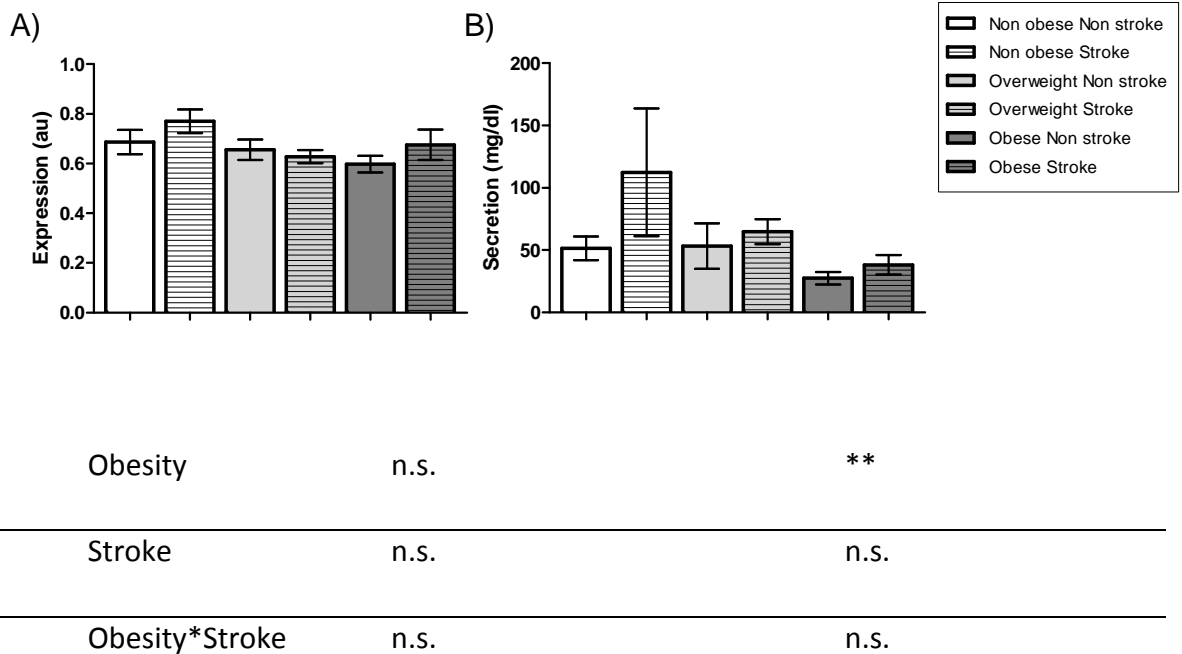 A)
Expression (au)
1.0
0.8
0.6
0.4
0.2
0.0
B)
Secretion (mg/dl)
200
150
100
50
0
Non obese Non stroke
Non obese Stroke
Overweight Non stroke
Overweight Stroke
Obese Non stroke
Obese Stroke
Obesity n.s. **
Stroke n.s. n.s.
Obesity*Stroke n.s. n.s.